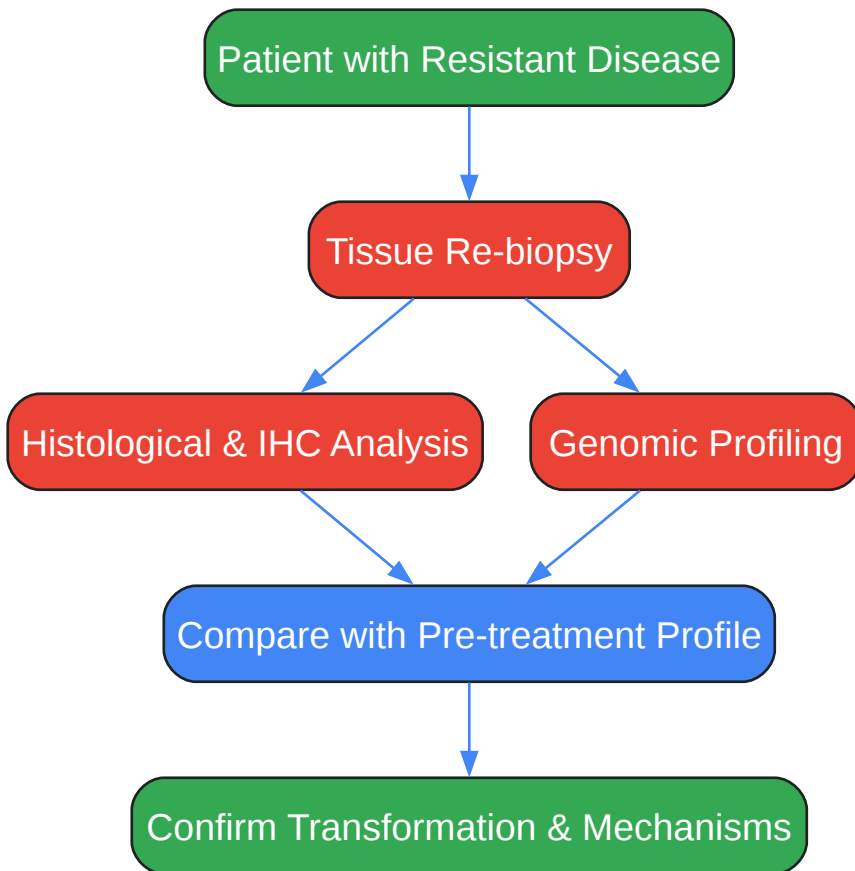 Patient with Resistant Disease
Tissue Re-biopsy
Histological & IHC Analysis
Genomic Profiling
Compare with Pre-treatment Profile
Confirm Transformation & Mechanisms